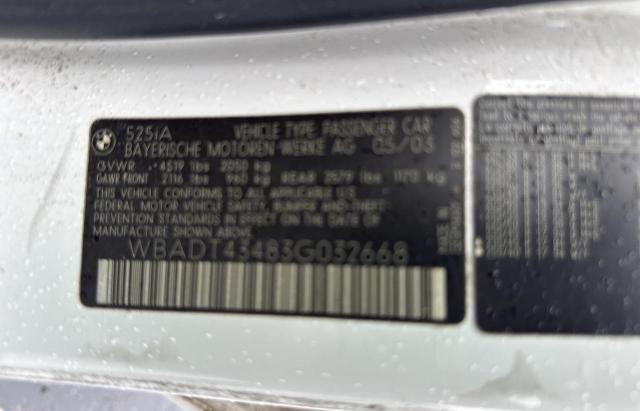 525iA VEHICLE TYPE PASSENGER CAR
BAYERISCHE MOTOREN WERKE AG 05/03
GVWR 4519 lbs 2050 kg
GAWR FRONT 2116 lbs 960 kg REAR 2579 lbs 1170 kg
THIS VEHICLE CONFORMS TO ALL APPLICABLE U.S.
FEDERAL MOTOR VEHICLE SAFETY, BUMPER AND THEFT
PREVENTION STANDARDS IN EFFECT ON THE DATE OF
MANUFACTURE SHOWN ABOVE.
WBADT43483G032668
MADE IN